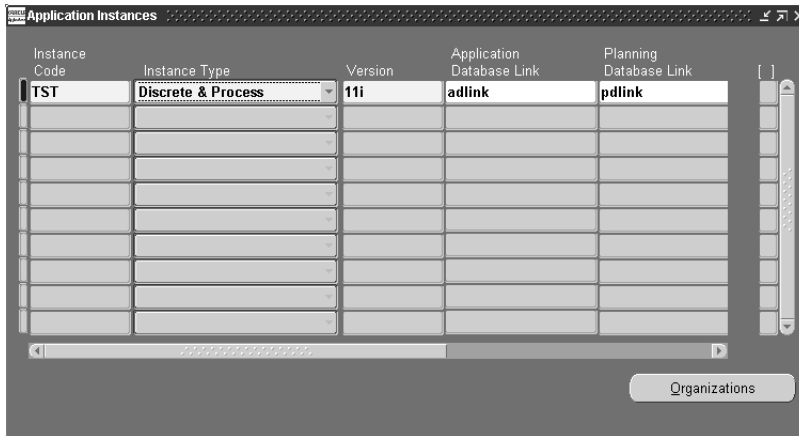 Application Instances
Instance Code
Instance Type
Version
Application Database Link
Planning Database Link
[ ]
TST
Discrete & Process
11i
adlink
pdlink
Organizations